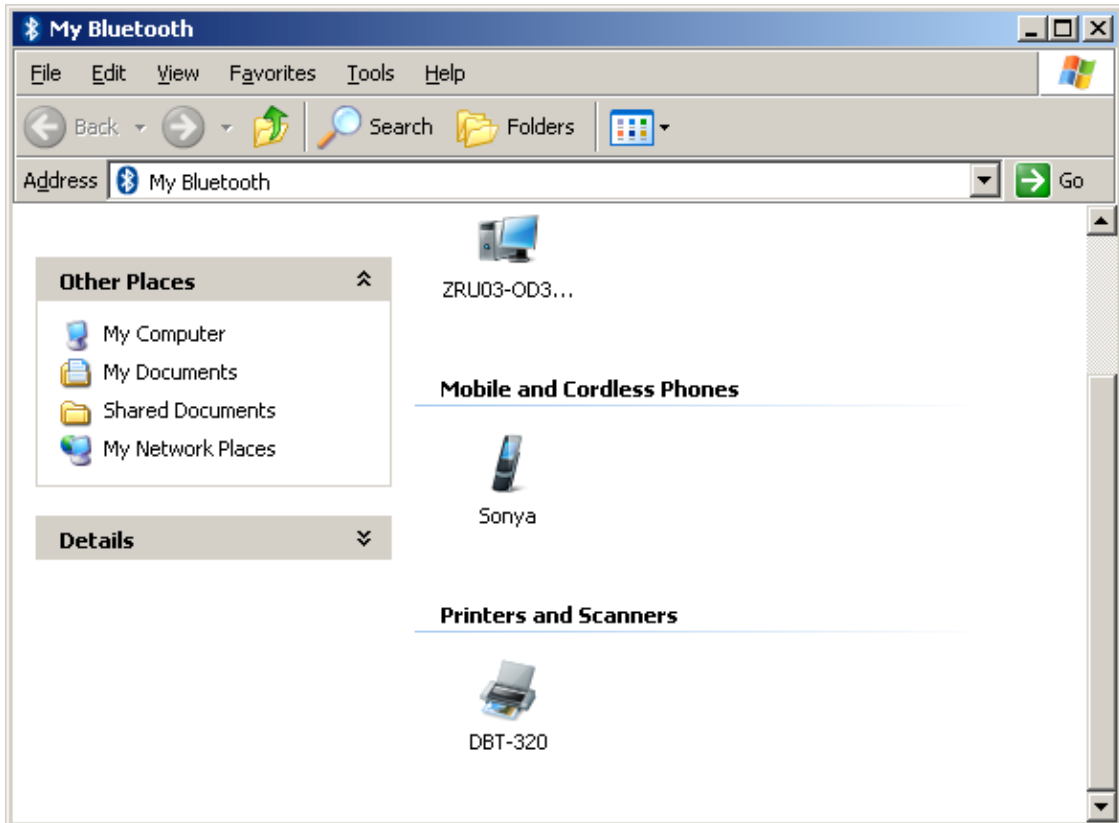 My Bluetooth
File Edit View Favorites Tools Help
Back Search Folders
Address My Bluetooth Go
Other Places
My Computer
My Documents
Shared Documents
My Network Places
Details
ZRU03-OD3...
Mobile and Cordless Phones
Sonya
Printers and Scanners
DBT-320